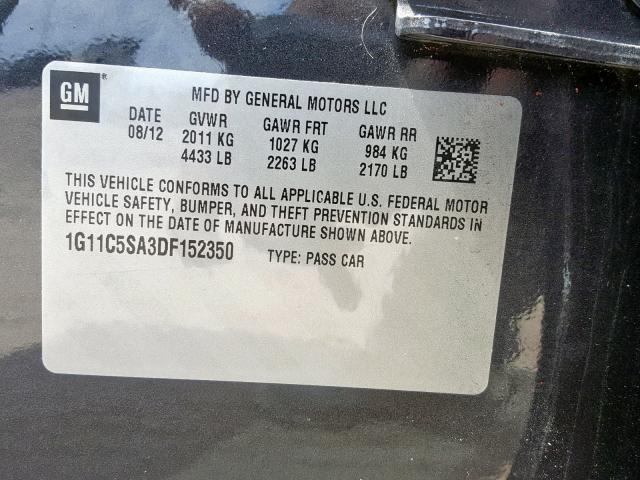 GM
MFD BY GENERAL MOTORS LLC
DATE GVWR GAWR FRT GAWR RR
08/12 2011 KG 1027 KG 984 KG
4433 LB 2263 LB 2170 LB
THIS VEHICLE CONFORMS TO ALL APPLICABLE U.S. FEDERAL MOTOR
VEHICLE SAFETY, BUMPER, AND THEFT PREVENTION STANDARDS IN
EFFECT ON THE DATE OF MANUFACTURE SHOWN ABOVE.
1G11C5SA3DF152350 TYPE: PASS CAR